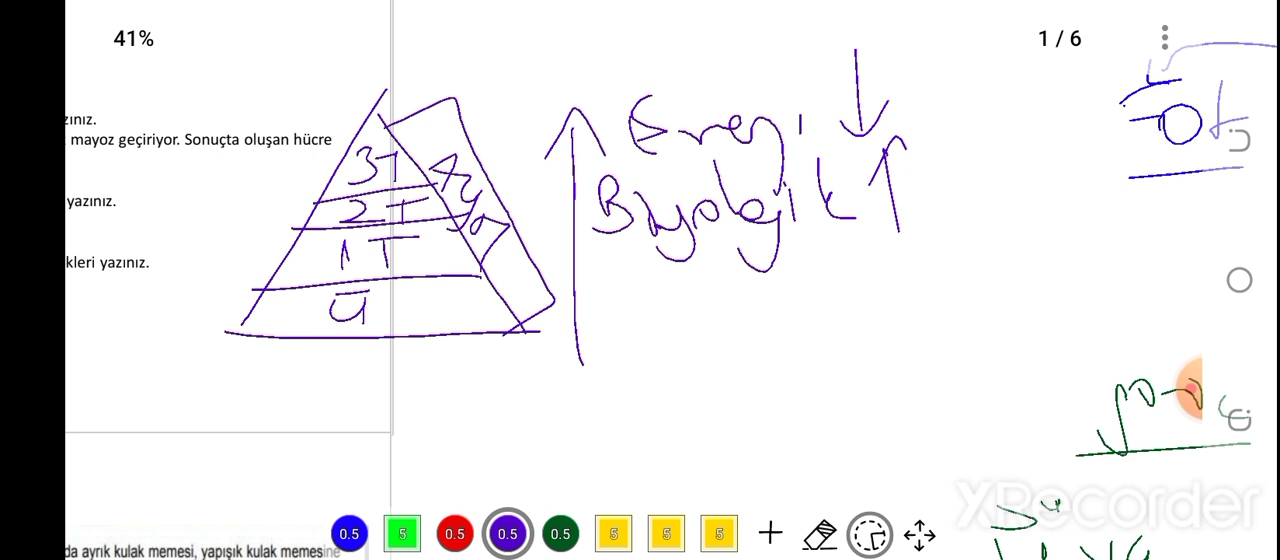 41%
1 / 6
zınız.
mayoz geçiriyor. Sonuçta oluşan hücre
yazınız.
kleri yazınız.
3T
2T
1T
Ü
Enerji ↓
Biyolojik ↑
XRecorder
0.5 5 0.5 0.5 0.5 5 5 5
da ayrık kulak memesi, yapışık kulak memesine